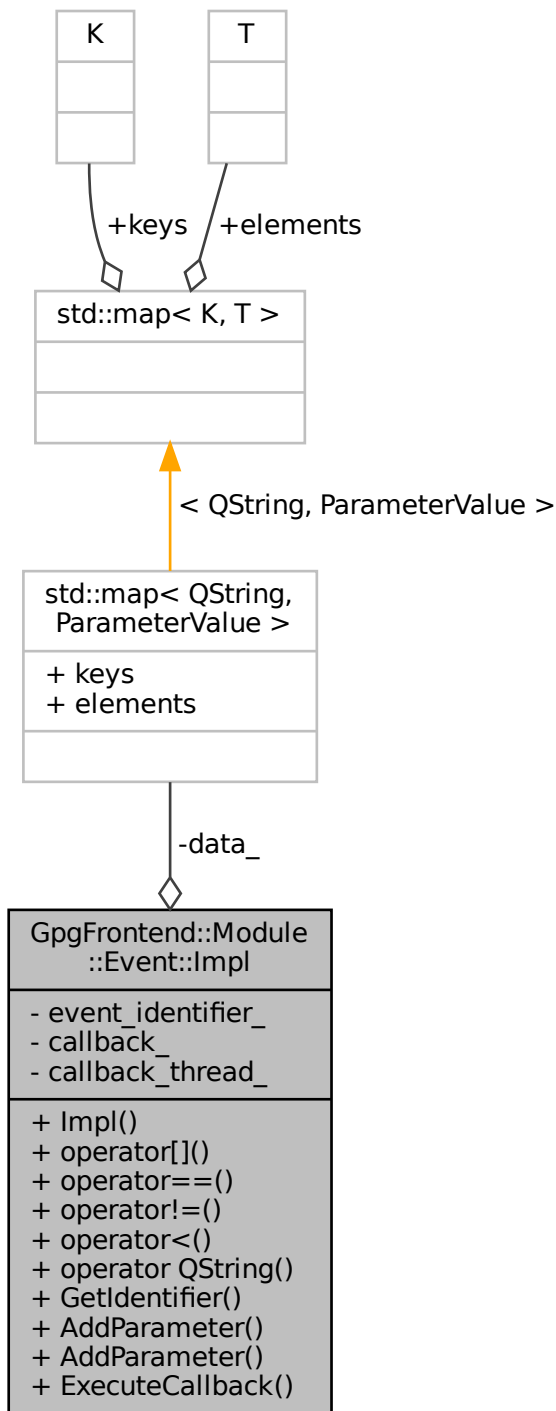 K
T
+keys
+elements
std::map< K, T >
< QString, ParameterValue >
std::map< QString,
ParameterValue >
+ keys
+ elements
-data_
GpgFrontend::Module
::Event::Impl
- event_identifier_
- callback_
- callback_thread_
+ Impl()
+ operator[]()
+ operator==()
+ operator!=()
+ operator<()
+ operator QString()
+ GetIdentifier()
+ AddParameter()
+ AddParameter()
+ ExecuteCallback()